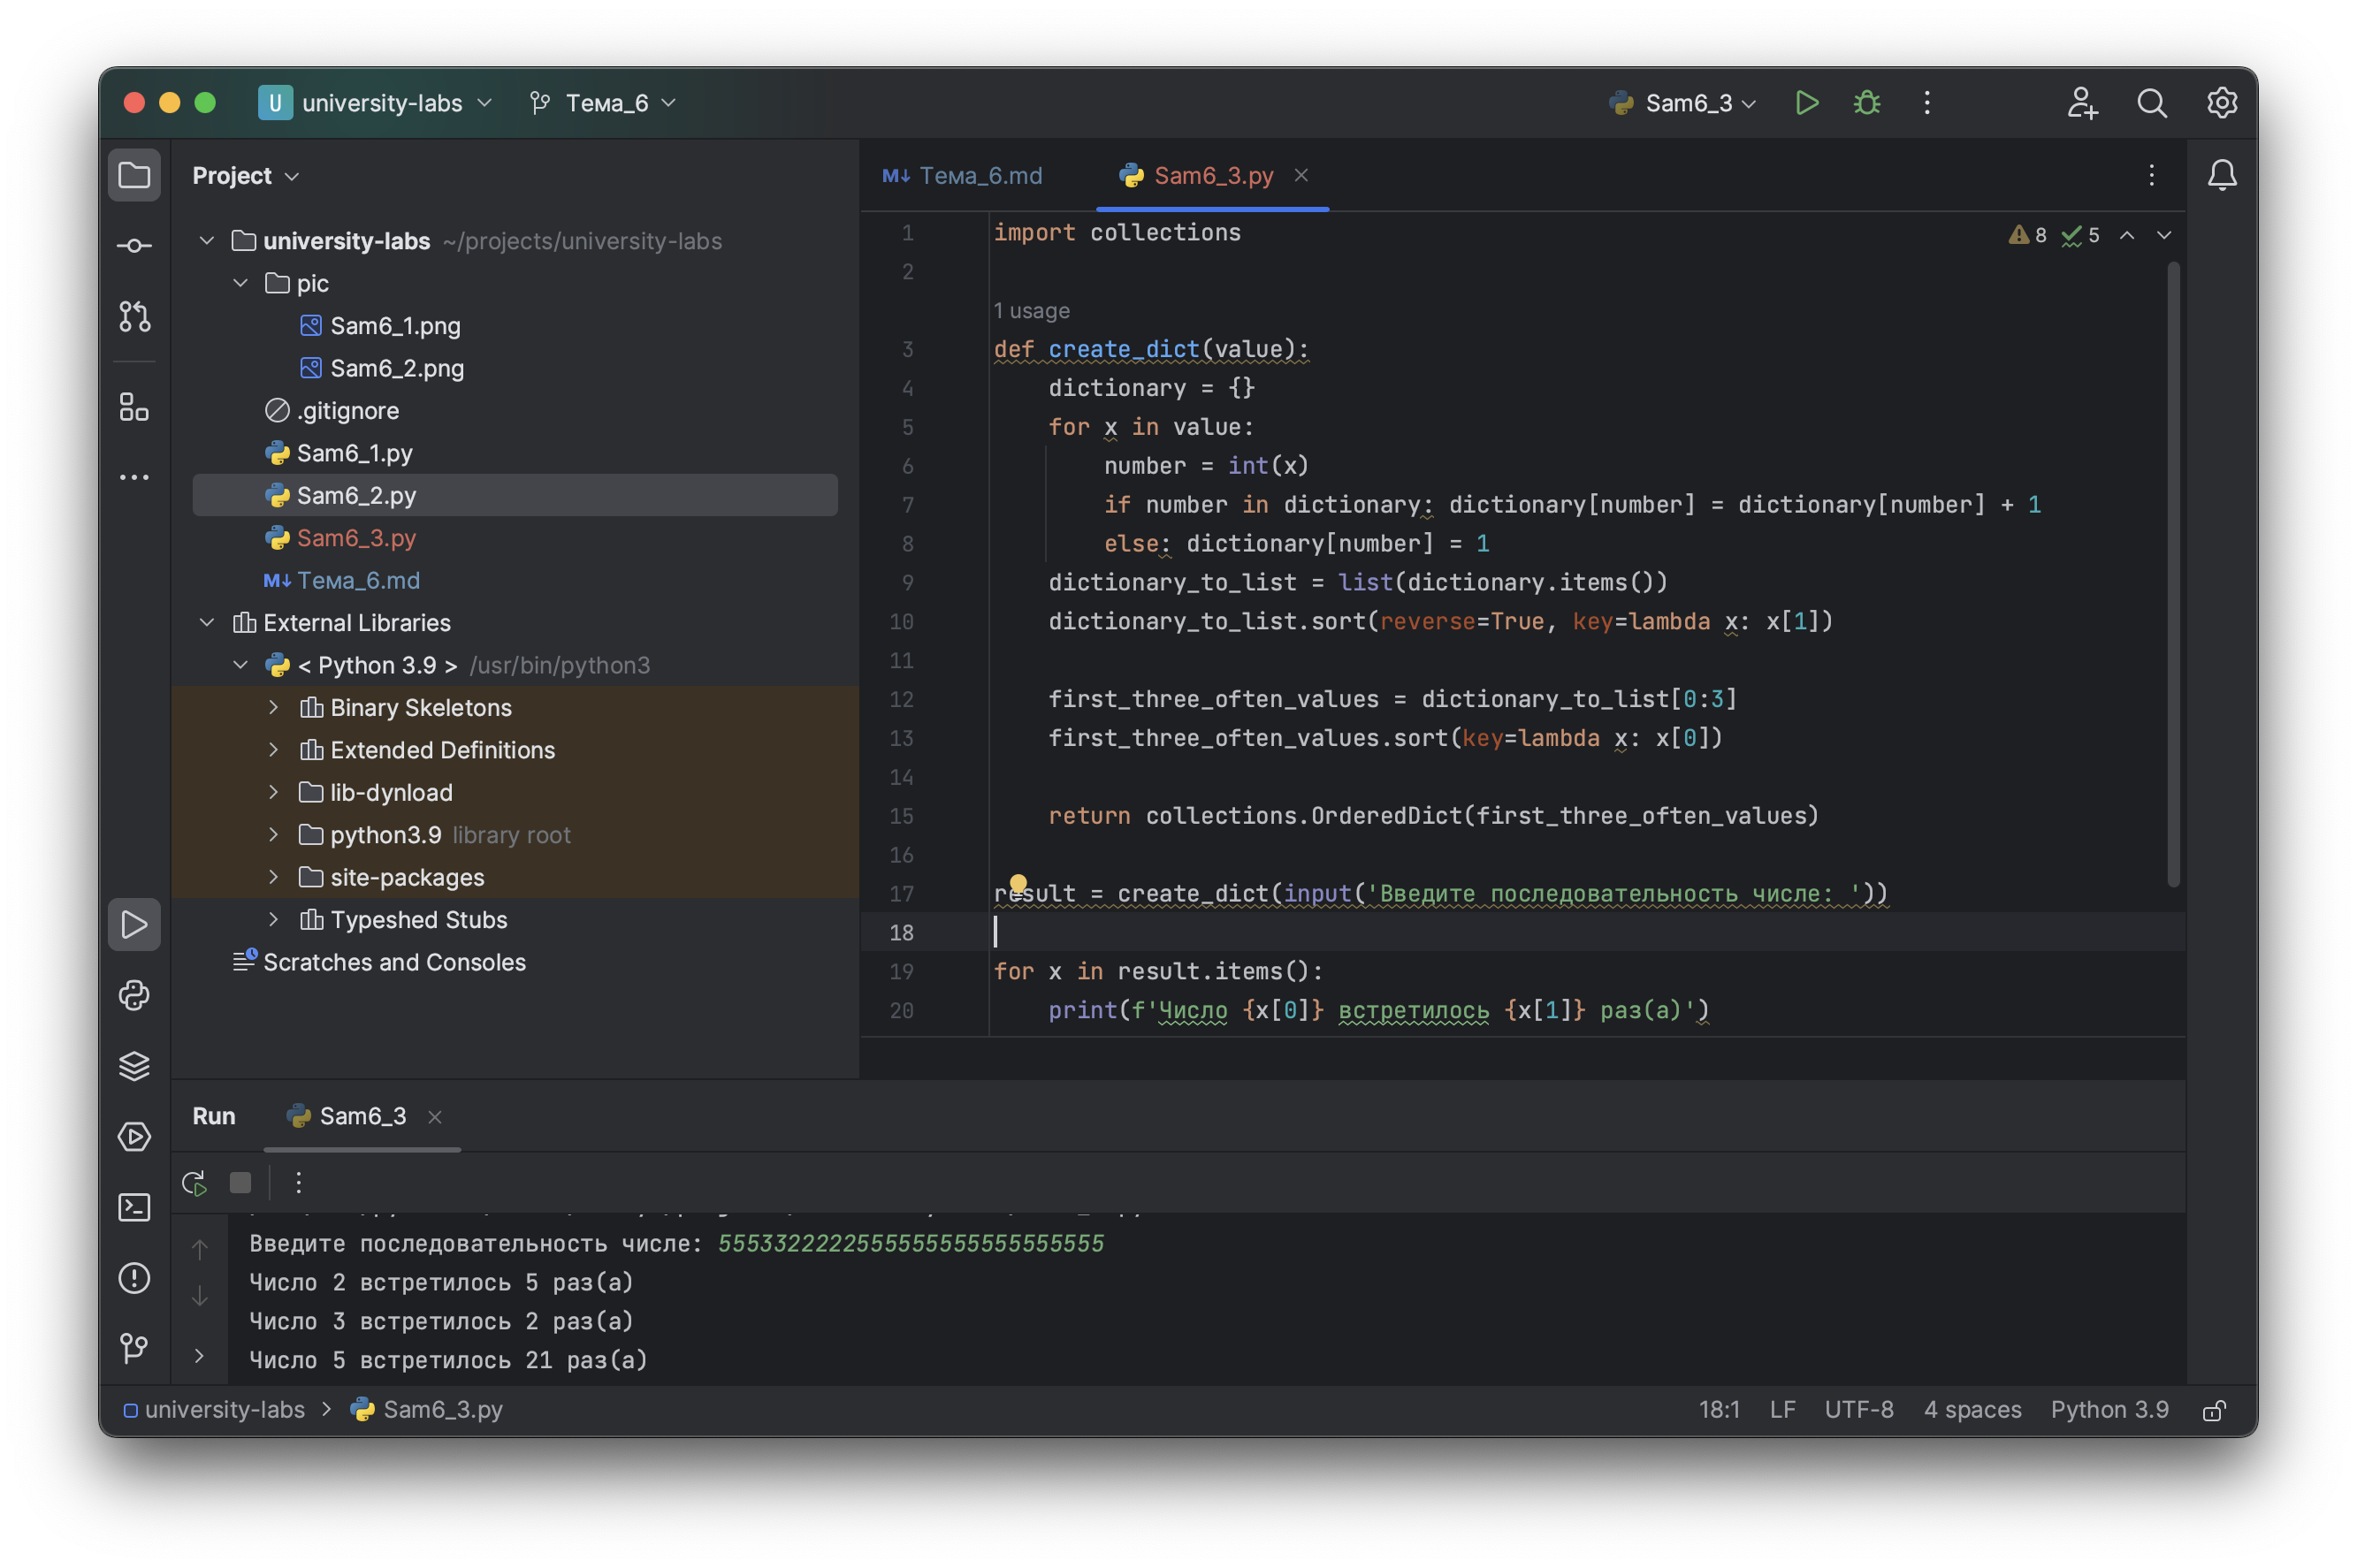 U university-labs Тема_6 Sam6_3
Project
university-labs ~/projects/university-labs
pic
Sam6_1.png
Sam6_2.png
.gitignore
Sam6_1.py
Sam6_2.py
Sam6_3.py
M↓ Тема_6.md
External Libraries
< Python 3.9 > /usr/bin/python3
Binary Skeletons
Extended Definitions
lib-dynload
python3.9 library root
site-packages
Typeshed Stubs
Scratches and Consoles
M↓ Тема_6.md Sam6_3.py
8 5
1 import collections
2
1 usage
3 def create_dict(value):
4     dictionary = {}
5     for x in value:
6         number = int(x)
7         if number in dictionary: dictionary[number] = dictionary[number] + 1
8         else: dictionary[number] = 1
9     dictionary_to_list = list(dictionary.items())
10     dictionary_to_list.sort(reverse=True, key=lambda x: x[1])
11
12     first_three_often_values = dictionary_to_list[0:3]
13     first_three_often_values.sort(key=lambda x: x[0])
14
15     return collections.OrderedDict(first_three_often_values)
16
17 result = create_dict(input('Введите последовательность числе: '))
18
19 for x in result.items():
20     print(f'Число {x[0]} встретилось {x[1]} раз(а)')
Run Sam6_3
Введите последовательность числе: 5553322222555555555555555555
Число 2 встретилось 5 раз(а)
Число 3 встретилось 2 раз(а)
Число 5 встретилось 21 раз(а)
university-labs > Sam6_3.py 18:1 LF UTF-8 4 spaces Python 3.9